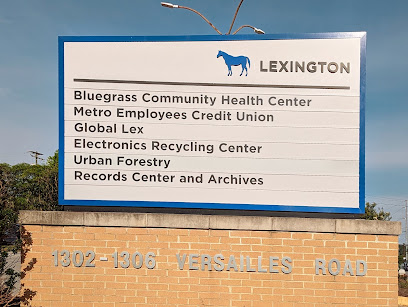 LEXINGTON
Bluegrass Community Health Center
Metro Employees Credit Union
Global Lex
Electronics Recycling Center
Urban Forestry
Records Center and Archives
1302-1306 VERSAILLES ROAD